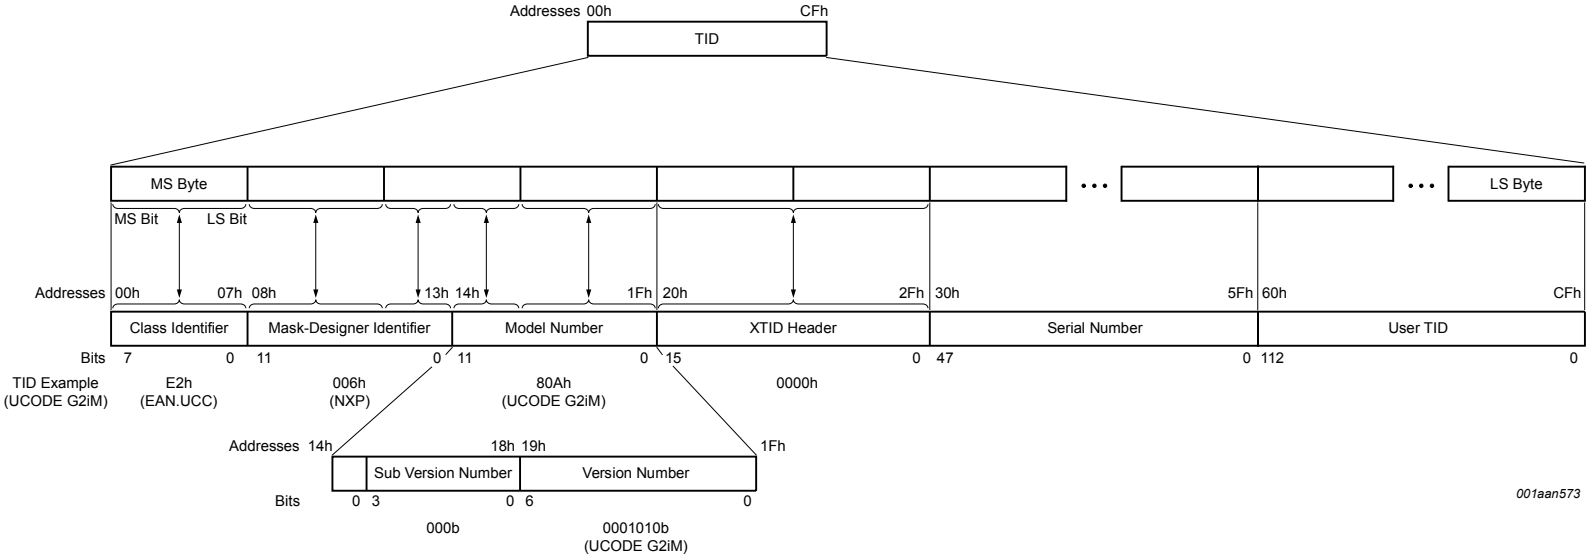 Addresses 00h CFh
TID
MS Byte LS Byte
MS Bit LS Bit
Addresses 00h 07h 08h 13h 14h 1Fh 20h 2Fh 30h 5Fh 60h CFh
Class Identifier Mask-Designer Identifier Model Number XTID Header Serial Number User TID
Bits 7 0 11 0 11 0 15 0 47 0 112 0
TID Example E2h 006h 80Ah 0000h
(UCODE G2iM) (EAN.UCC) (NXP) (UCODE G2iM)
Addresses 14h 18h 19h 1Fh
Sub Version Number Version Number
Bits 0 3 0 6 0
001aan573
000b 0001010b
(UCODE G2iM)